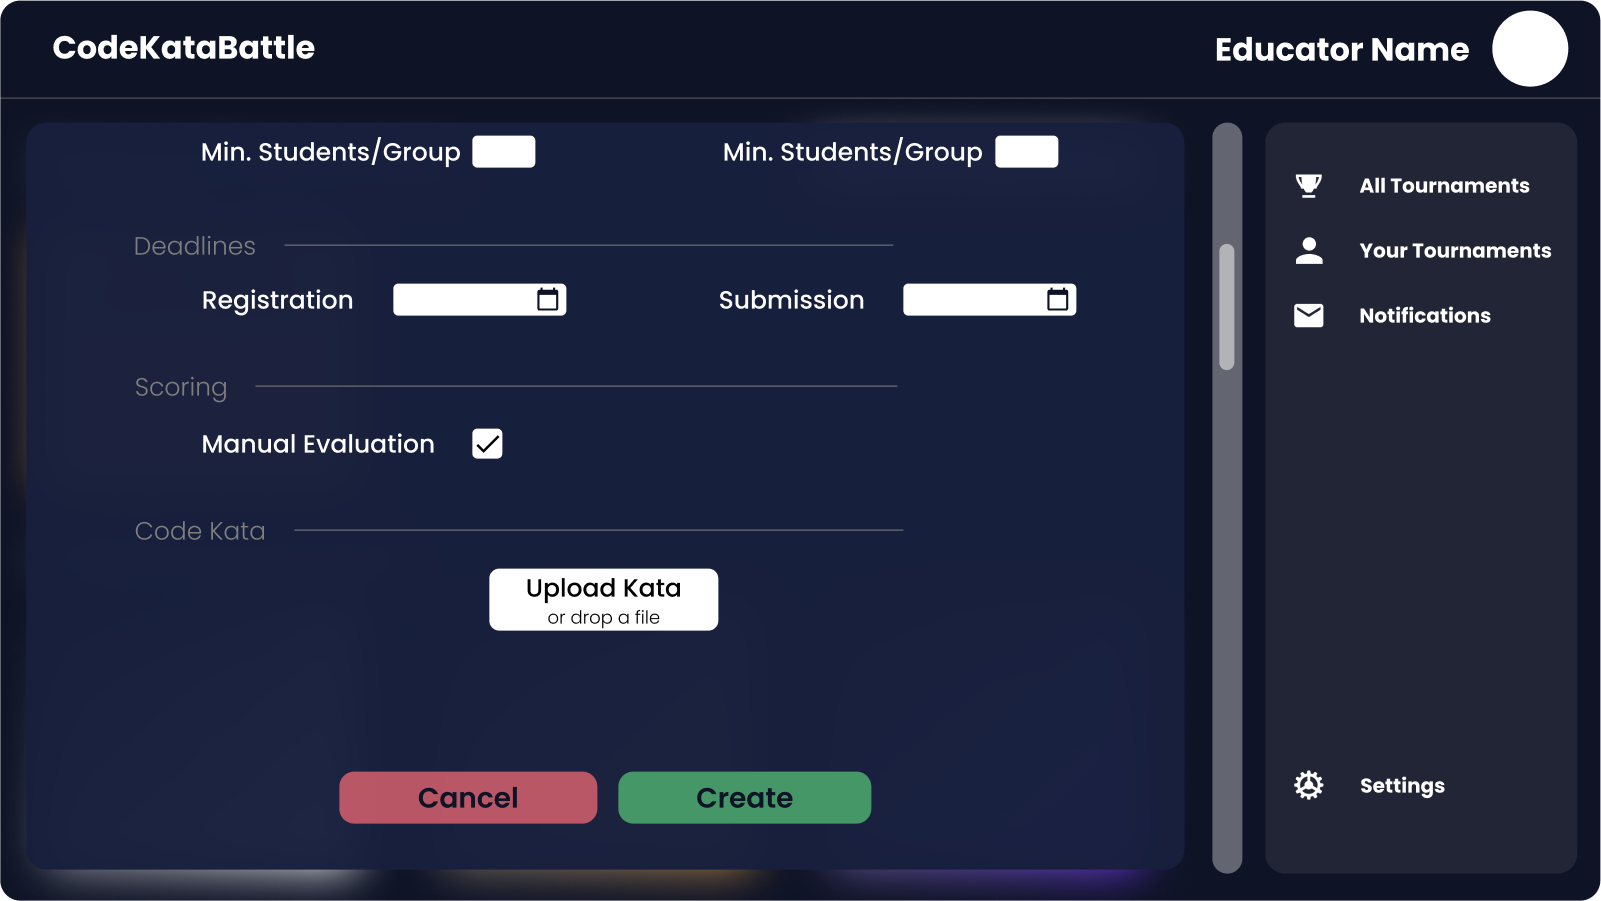 CodeKataBattle
Educator Name
Min. Students/Group
Min. Students/Group
Deadlines
Registration
Submission
Scoring
Manual Evaluation
Code Kata
Upload Kata
or drop a file
Cancel
Create
All Tournaments
Your Tournaments
Notifications
Settings